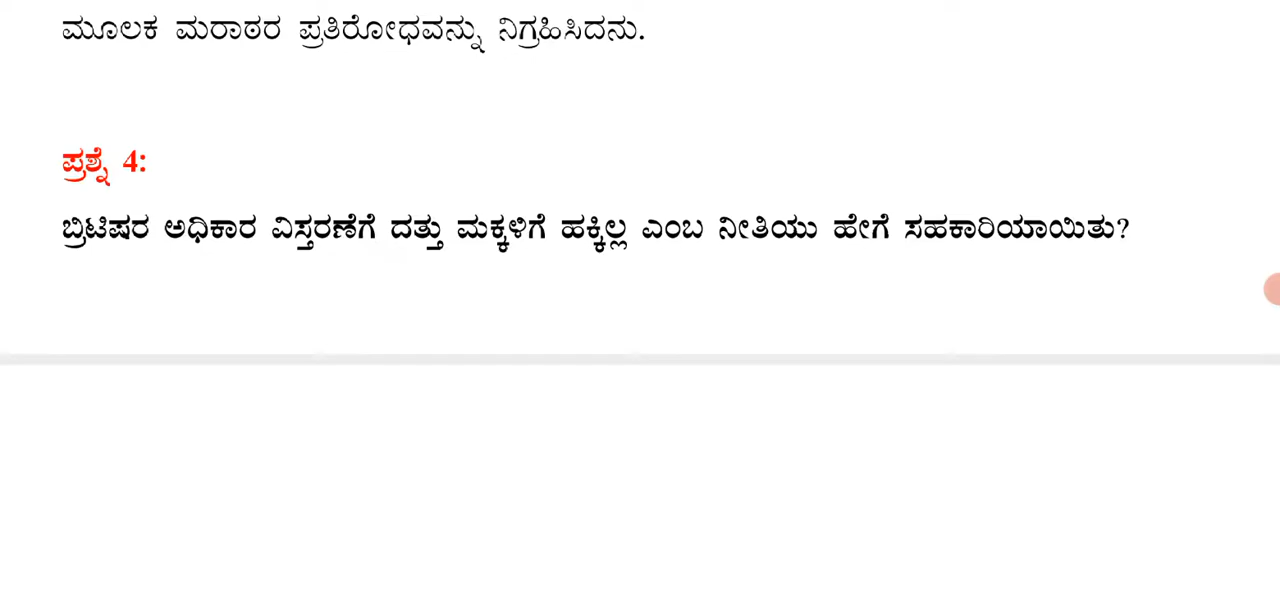 ಮೂಲಕ ಮರಾಠರ ಪ್ರತಿರೋಧವನ್ನು ನಿಗ್ರಹಿಸಿದನು.
ಪ್ರಶ್ನೆ 4:
ಬ್ರಿಟಿಷರ ಅಧಿಕಾರ ವಿಸ್ತರಣೆಗೆ ದತ್ತು ಮಕ್ಕಳಿಗೆ ಹಕ್ಕಿಲ್ಲ ಎಂಬ ನೀತಿಯು ಹೇಗೆ ಸಹಕಾರಿಯಾಯಿತು?